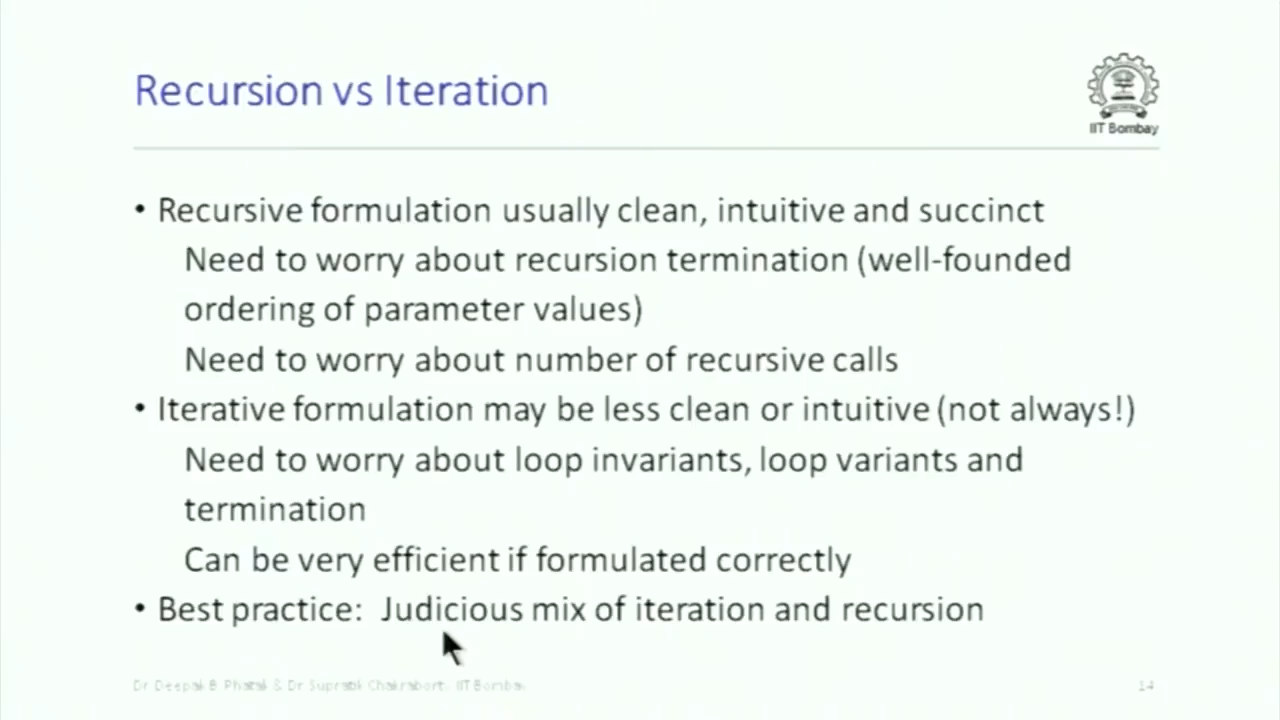 Recursion vs Iteration
IIT Bombay
• Recursive formulation usually clean, intuitive and succinct
Need to worry about recursion termination (well-founded
ordering of parameter values)
Need to worry about number of recursive calls
• Iterative formulation may be less clean or intuitive (not always!)
Need to worry about loop invariants, loop variants and
termination
Can be very efficient if formulated correctly
• Best practice: Judicious mix of iteration and recursion
Dr Deepak B Phatak & Dr Supratik Chakraborty, IIT Bombay
14